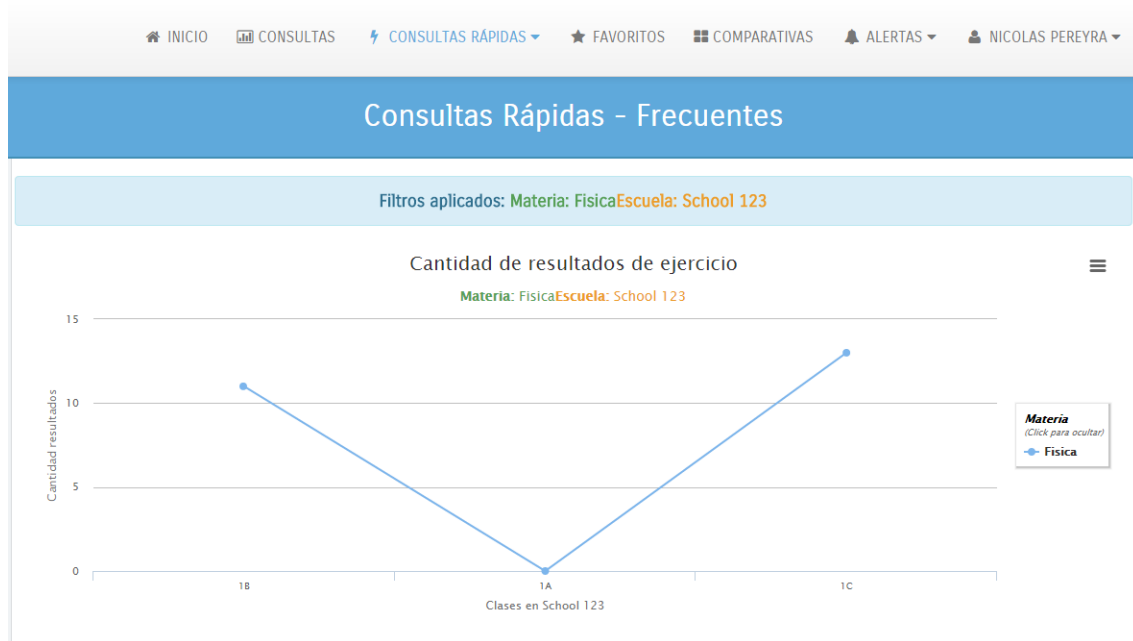 INICIO CONSULTAS CONSULTAS RÁPIDAS FAVORITOS COMPARATIVAS ALERTAS NICOLAS PEREYRA
Consultas Rápidas - Frecuentes
Filtros aplicados: Materia: FisicaEscuela: School 123
Cantidad de resultados de ejercicio
Materia: FisicaEscuela: School 123
15
10
5
0
Cantidad resultados
1B 1A 1C
Clases en School 123
Materia
(Click para ocultar)
Fisica